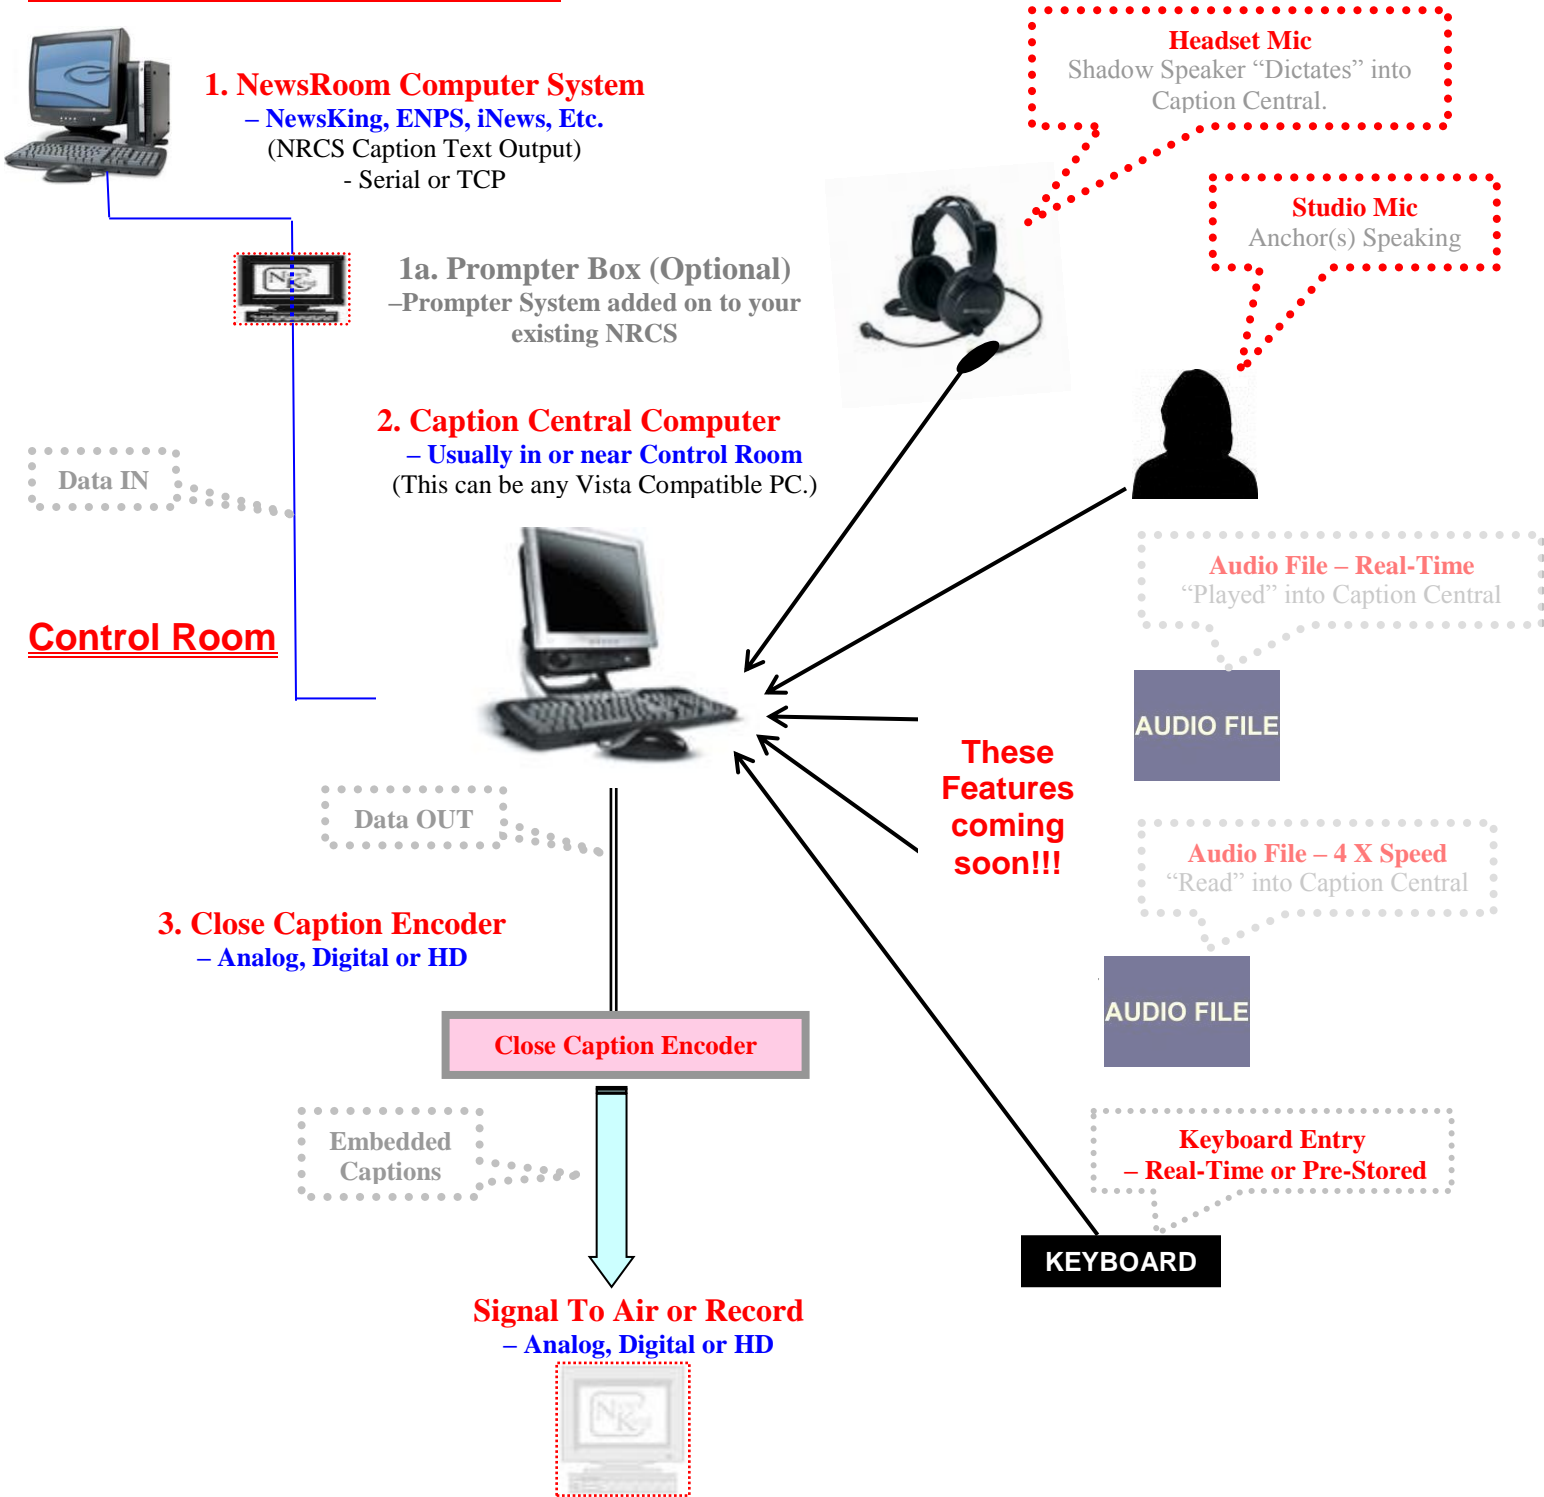 1. NewsRoom Computer System
– NewsKing, ENPS, iNews, Etc.
(NRCS Caption Text Output)
- Serial or TCP
Headset Mic
Shadow Speaker “Dictates” into
Caption Central.
Studio Mic
Anchor(s) Speaking
1a. Prompter Box (Optional)
–Prompter System added on to your
existing NRCS
2. Caption Central Computer
– Usually in or near Control Room
(This can be any Vista Compatible PC.)
Data IN
Control Room
Audio File – Real-Time
“Played” into Caption Central
AUDIO FILE
These
Features
coming
soon!!!
Data OUT
Audio File – 4 X Speed
“Read” into Caption Central
AUDIO FILE
3. Close Caption Encoder
– Analog, Digital or HD
Close Caption Encoder
Embedded
Captions
Keyboard Entry
– Real-Time or Pre-Stored
KEYBOARD
Signal To Air or Record
– Analog, Digital or HD